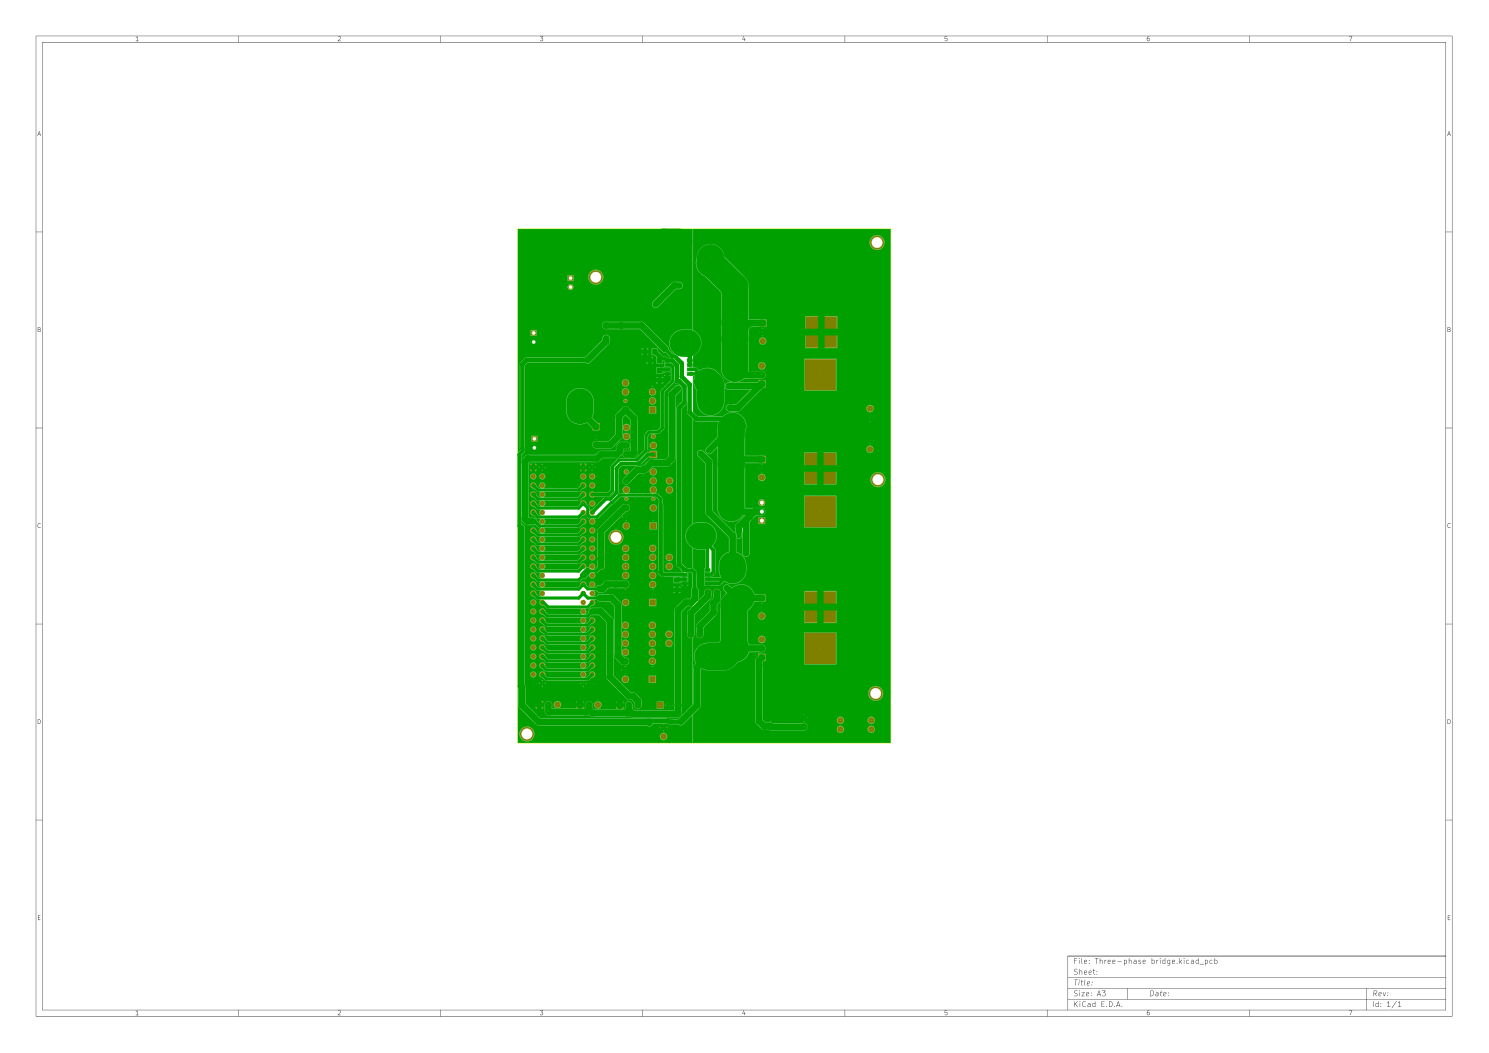 1 2 3 4 5 6 7
A A
B B
C C
D D
E E
File: Three-phase bridge.kicad_pcb
Sheet:
Title:
Size: A3 Date: Rev:
KiCad E.D.A. Id: 1/1
1 2 3 4 5 6 7